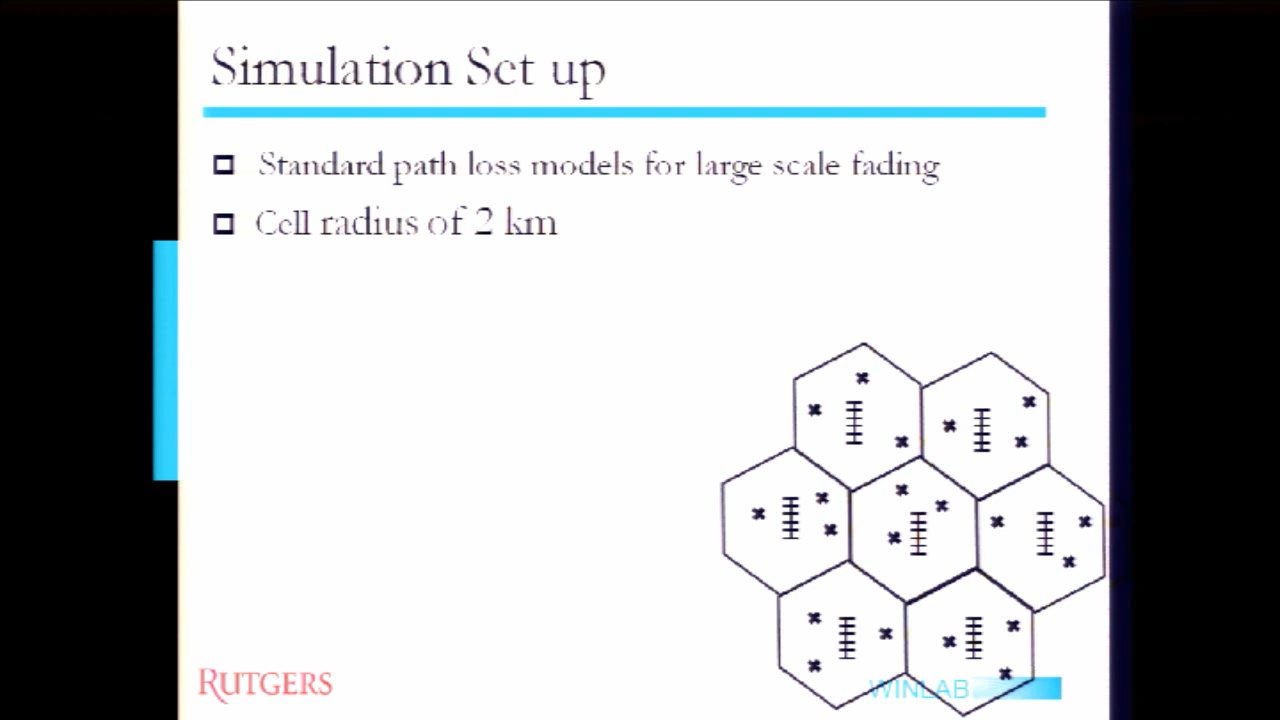 Simulation Set up
Standard path loss models for large scale fading
Cell radius of 2 km
RUTGERS
WINLAB